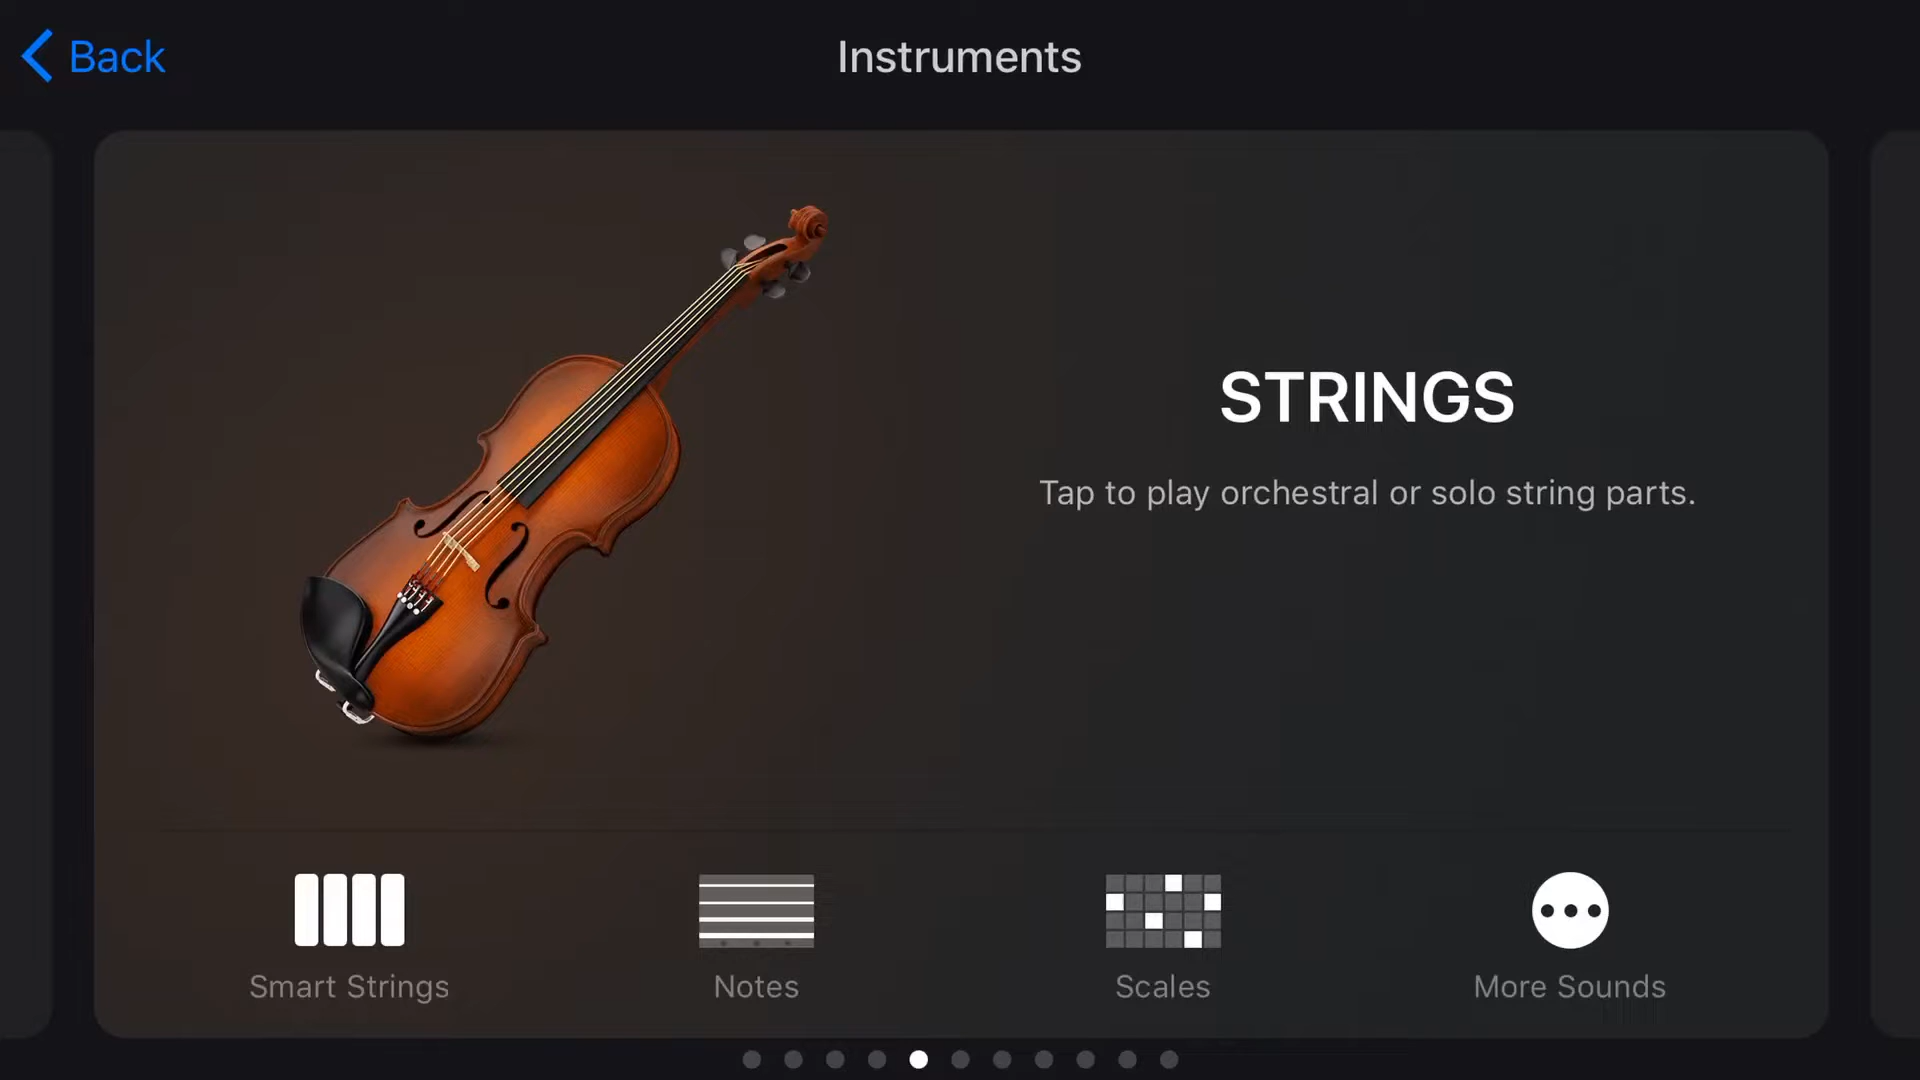 Back
Instruments
STRINGS
Tap to play orchestral or solo string parts.
Smart Strings
Notes
Scales
More Sounds